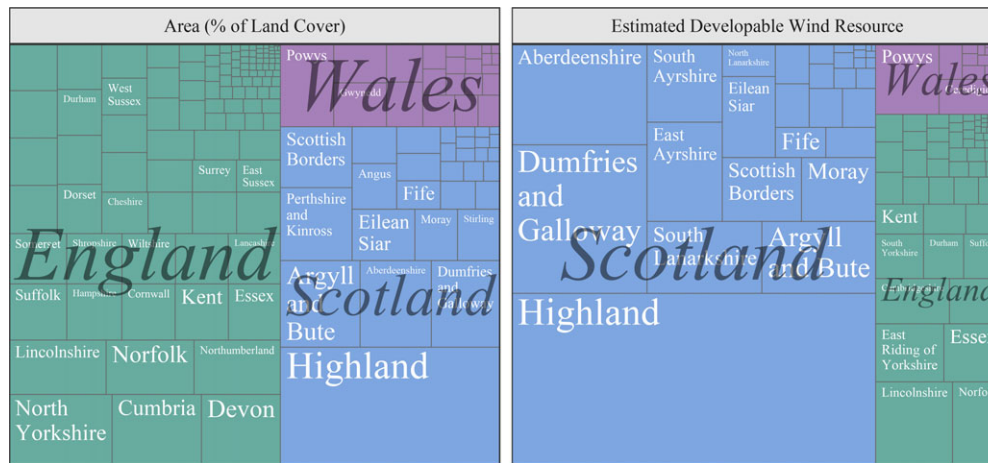 Area (% of Land Cover)
Durham
West
Sussex
Surrey
East
Sussex
Dorset
Cheshire
Somerset
Shropshire
Wiltshire
Lancashire
England
Suffolk
Hampshire
Cornwall
Kent
Essex
Lincolnshire
Norfolk
Northumberland
North
Yorkshire
Cumbria
Devon
Powys
Gwynedd
Wales
Scottish
Borders
Angus
Fife
Perthshire
and
Kinross
Eilean
Siar
Moray
Stirling
Argyll
and
Bute
Aberdeenshire
Dumfries
and
Galloway
Scotland
Highland
Estimated Developable Wind Resource
Aberdeenshire
South
Ayrshire
North
Lanarkshire
Eilean
Siar
Fife
East
Ayrshire
Scottish
Borders
Moray
Dumfries
and
Galloway
South
Lanarkshire
Argyll
and Bute
Scotland
Highland
Powys
Wales
Kent
South
Yorkshire
Durham
England
East
Riding of
Yorkshire
Lincolnshire